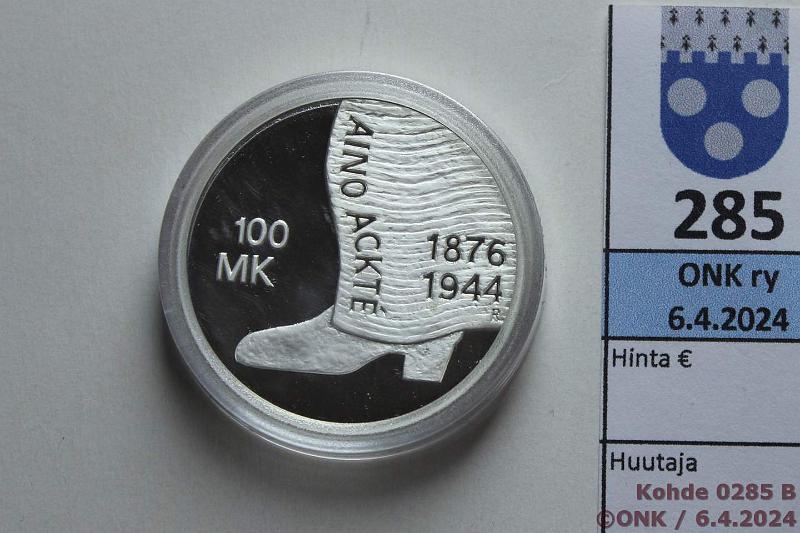 AINO ACKTÉ
100
MK
1876
1944
R
285
ONK ry
6.4.2024
Hinta €
Huutaja
Kohde 0285 B
©ONK / 6.4.2024